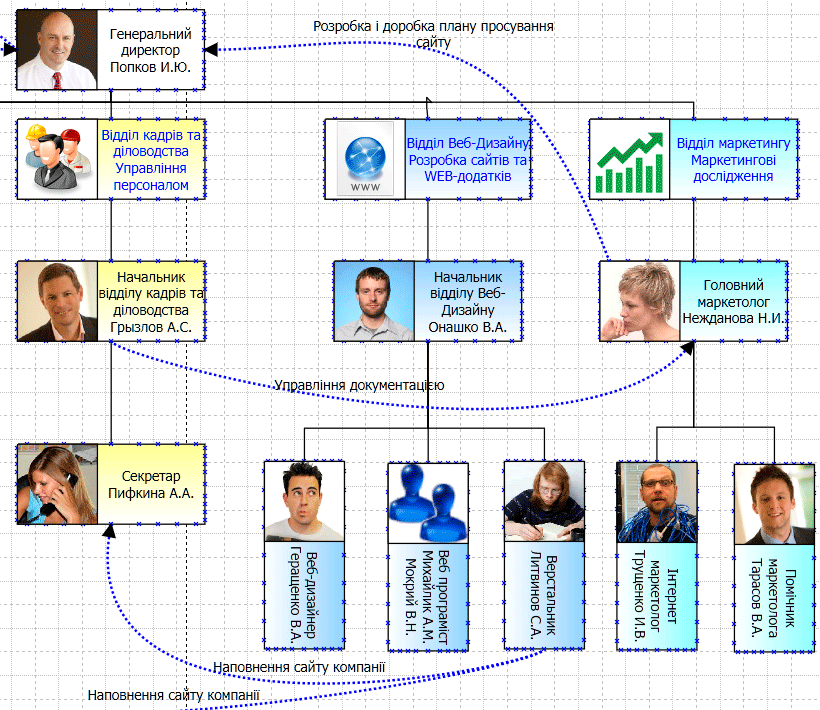 Розробка і доробка плану просування
сайту
Генеральний
директор
Попков И.Ю.
Відділ кадрів та
діловодства
Управління
персоналом
www
Відділ Веб-Дизайну
Розробка сайтів та
WEB-додатків
Відділ маркетингу
Маркетингові
дослідження
Начальник
відділу кадрів та
діловодства
Грызлов А.С.
Начальник
відділу Веб-
Дизайну
Онашко В.А.
Головний
маркетолог
Нежданова Н.И.
Управління документацією
Секретар
Пифкина А.А.
Веб-дизайнер
Геращенко В.А.
Веб програміст
Михайлик А.М.
Мокрий В.Н.
Верстальник
Литвинов С.А.
Інтернет
маркетолог
Трущенко И.В.
Помічник
маркетолога
Тарасов В.А.
Наповнення сайту компанії
Наповнення сайту компанії